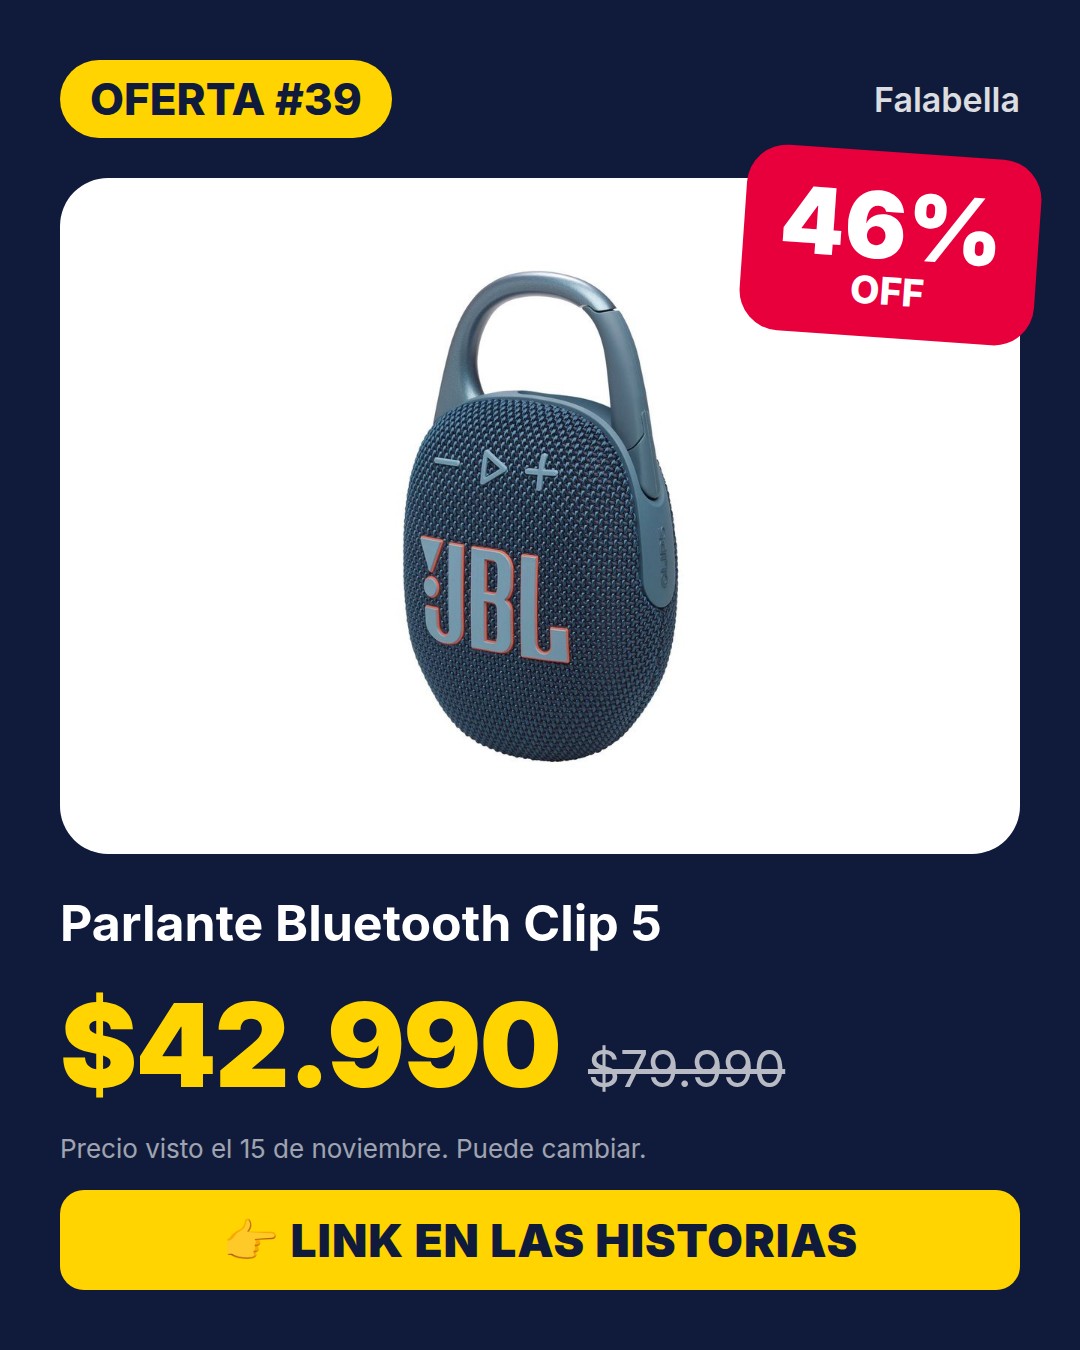 OFERTA #39
Falabella
46%
OFF
JBL
Parlante Bluetooth Clip 5
$42.990 $79.990
Precio visto el 15 de noviembre. Puede cambiar.
👉 LINK EN LAS HISTORIAS